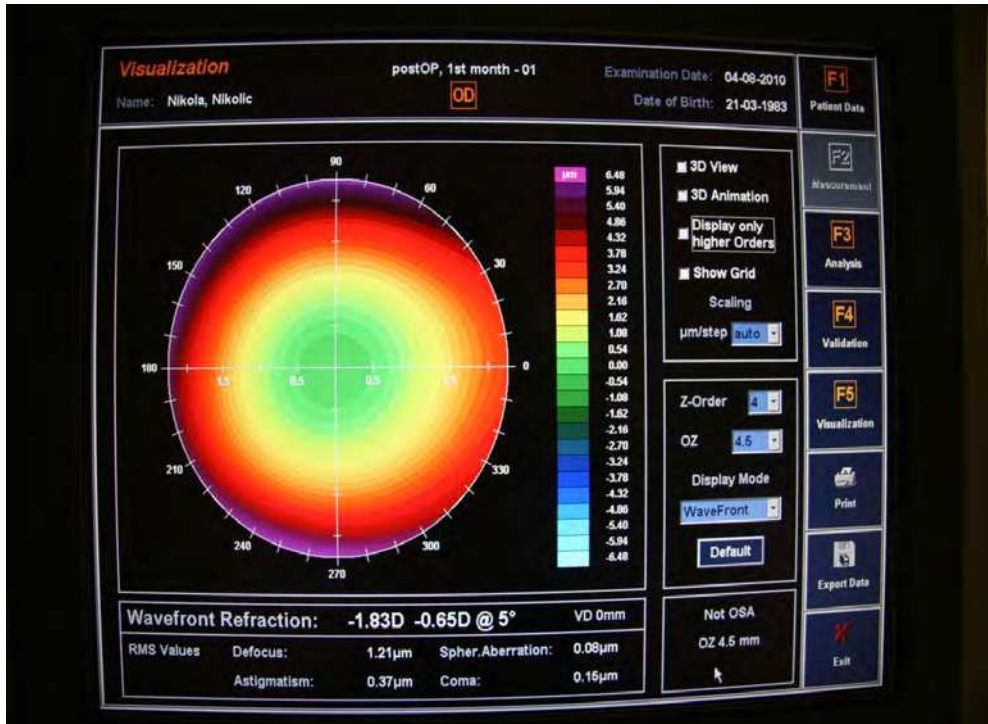 Visualization
postOP, 1st month - 01
OD
Examination Date: 04-08-2010
Name: Nikola, Nikolic
Date of Birth: 21-03-1983
90
120
60
150
30
180
0
1.5
0.5
0.5
1.5
210
330
240
300
270
µm
6.48
5.94
5.40
4.86
4.32
3.78
3.24
2.70
2.16
1.62
1.08
0.54
0.00
-0.54
-1.08
-1.62
-2.16
-2.70
-3.24
-3.78
-4.32
-4.86
-5.40
-5.94
-6.48
3D View
3D Animation
Display only
higher Orders
Show Grid
Scaling
µm/step auto
Z-Order 4
OZ 4.5
Display Mode
WaveFront
Default
Wavefront Refraction: -1.83D -0.65D @ 5° VD 0mm
RMS Values Defocus: 1.21µm Spher.Aberration: 0.08µm
Astigmatism: 0.37µm Coma: 0.15µm
Not OSA
OZ 4.5 mm
F1
Patient Data
F2
Measurement
F3
Analysis
F4
Validation
F5
Visualization
Print
Export Data
Exit